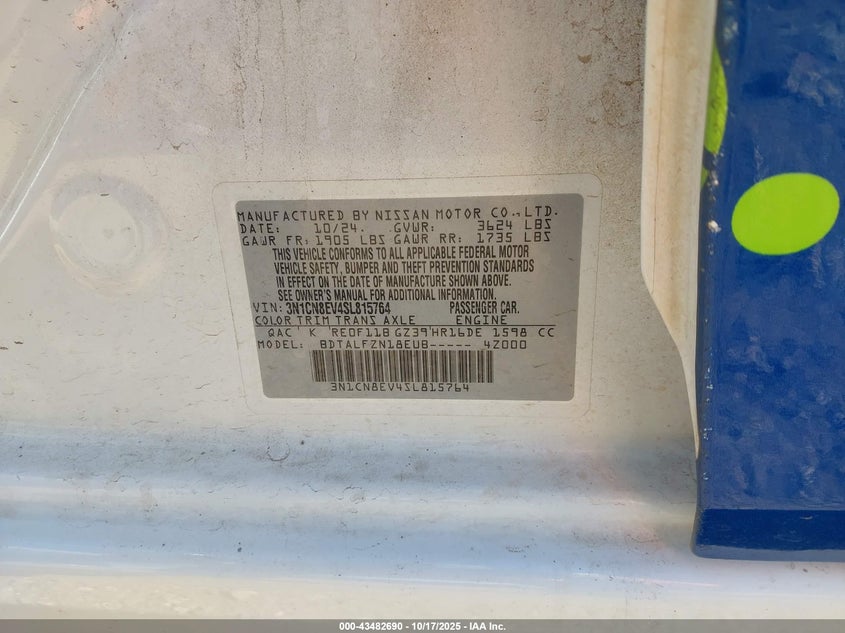 MANUFACTURED BY NISSAN MOTOR CO., LTD.
DATE: 10/24. GVWR: 3624 LBS
GAWR FR: 1905 LBS GAWR RR: 1735 LBS
THIS VEHICLE CONFORMS TO ALL APPLICABLE FEDERAL MOTOR
VEHICLE SAFETY, BUMPER AND THEFT PREVENTION STANDARDS
IN EFFECT ON THE DATE OF MANUFACTURE SHOWN ABOVE.
SEE OWNER'S MANUAL FOR ADDITIONAL INFORMATION.
VIN: 3N1CN8EV4SL815764 PASSENGER CAR.
COLOR TRIM TRANS AXLE ENGINE
QAC' K 'RE0F11B GZ39'HR16DE 1598 CC
MODEL: BDTALFZN18EUB----- 4Z000
3N1CN8EV4SL815764
000-43482690 - 10/17/2025 - IAA Inc.